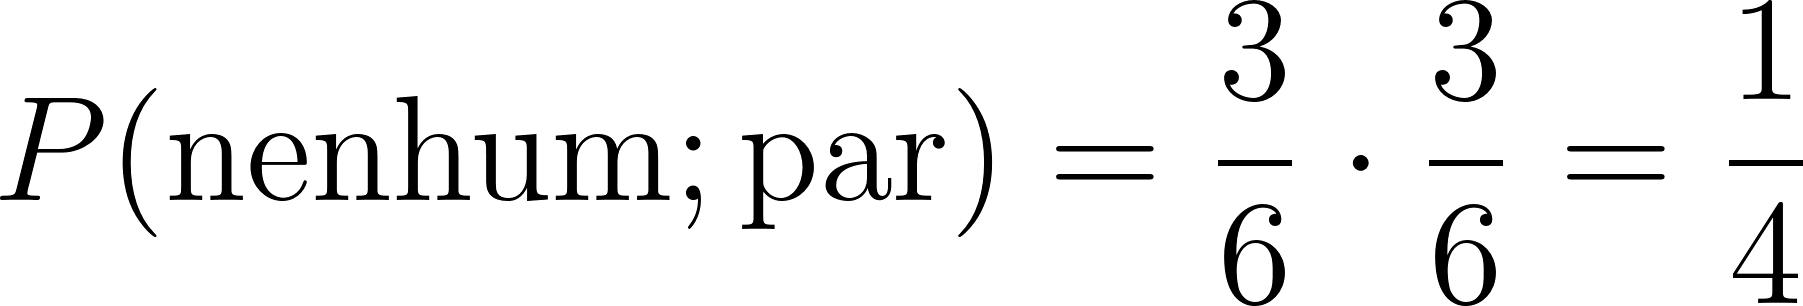 P(nenhum; par) = 3/6 · 3/6 = 1/4